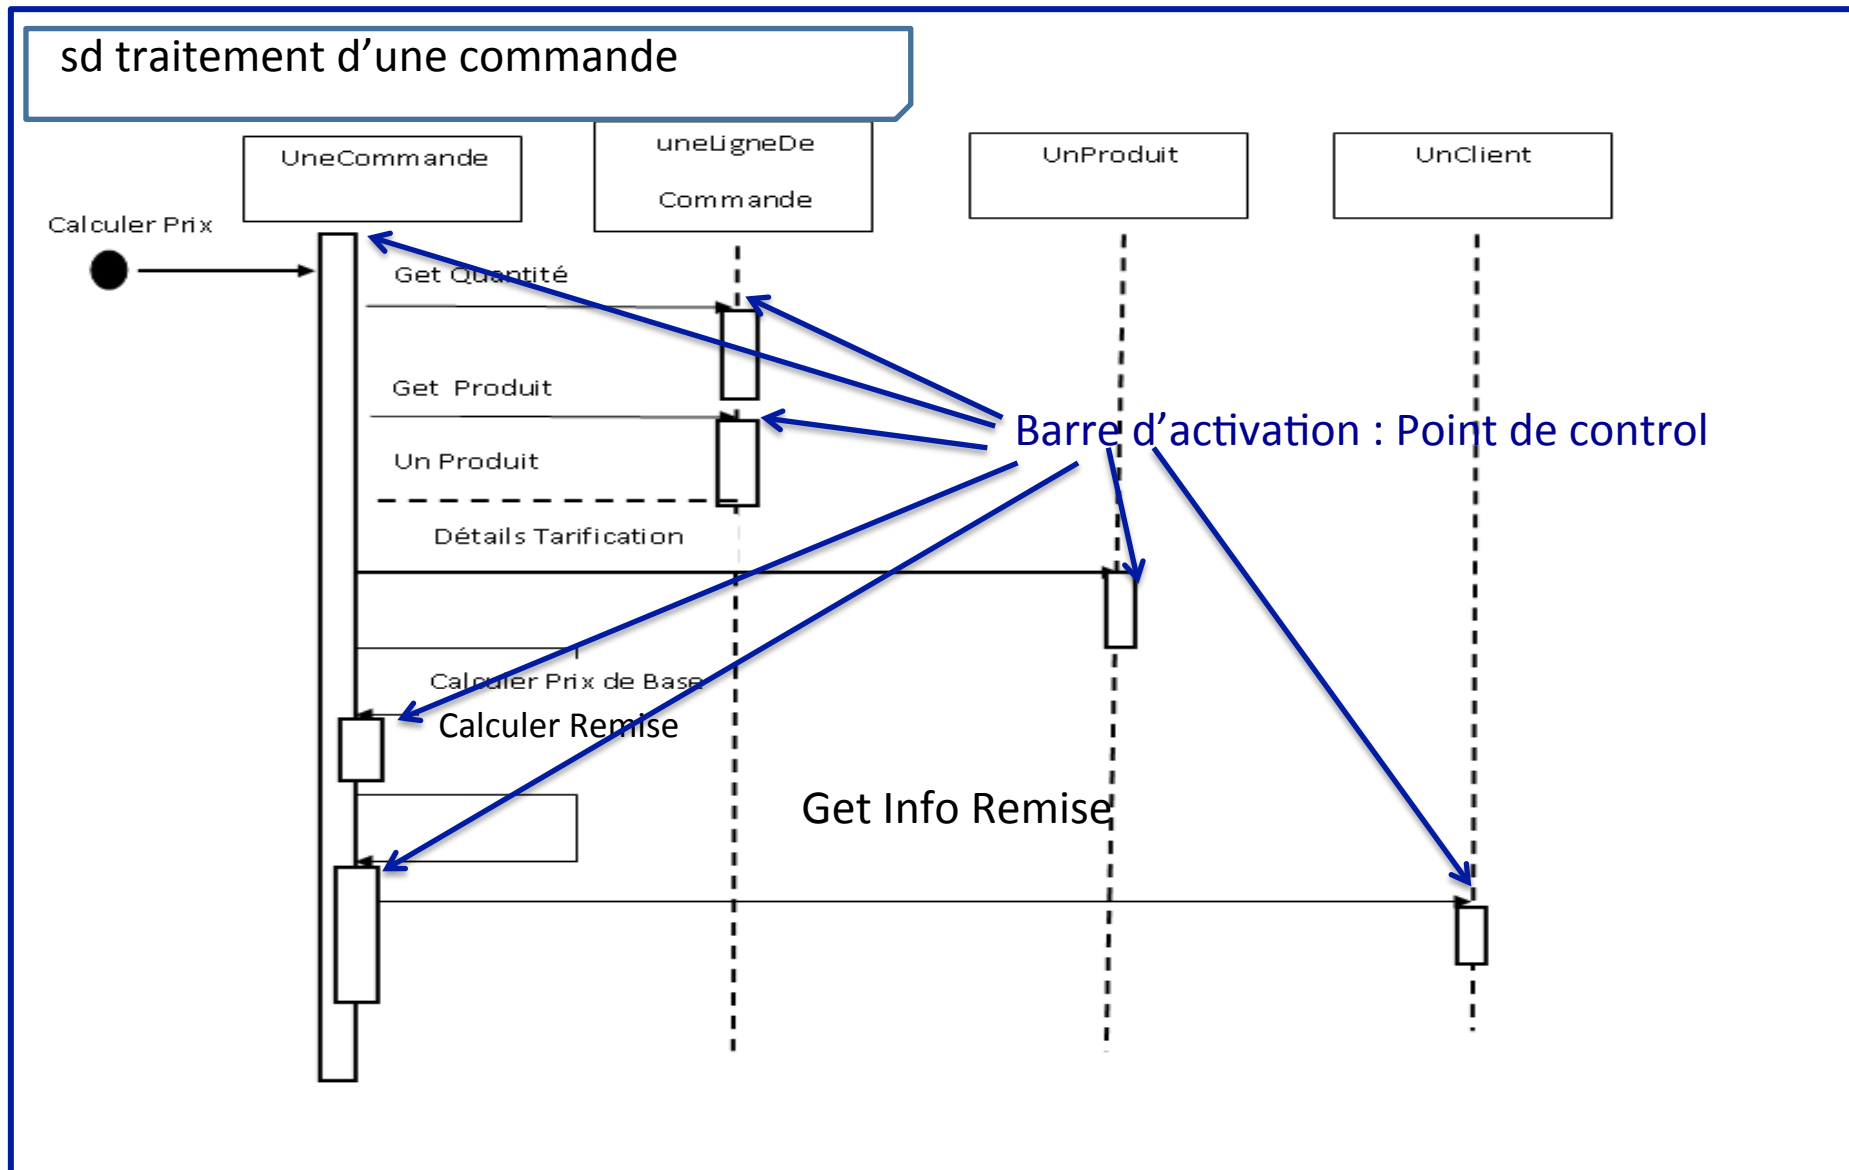 sd traitement d’une commande
UneCommande
uneLigneDe
Commande
UnProduit
UnClient
Calculer Prix
Get Quantité
Get Produit
Barre d’activation : Point de control
Un Produit
Détails Tarification
Calculer Prix de Base
Calculer Remise
Get Info Remise